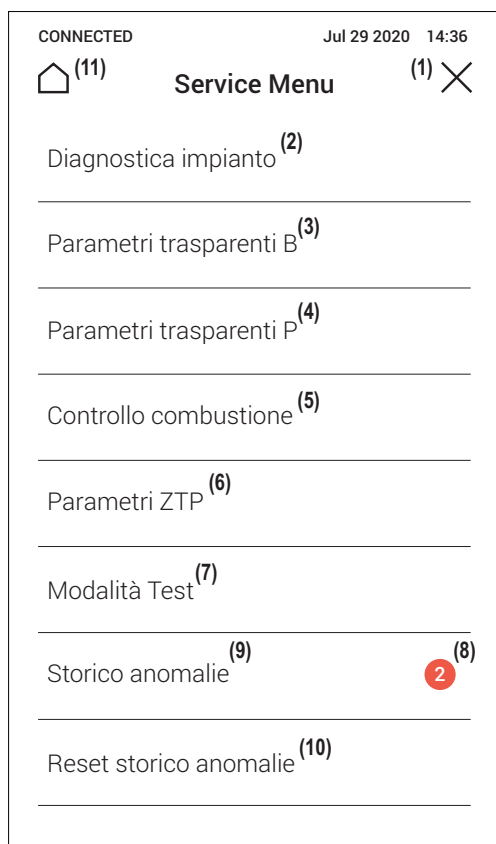 CONNECTED Jul 29 2020 14:36
(11) Service Menu (1)
Diagnostica impianto (2)
Parametri trasparenti B (3)
Parametri trasparenti P (4)
Controllo combustione (5)
Parametri ZTP (6)
Modalità Test (7)
Storico anomalie (9) 2 (8)
Reset storico anomalie (10)